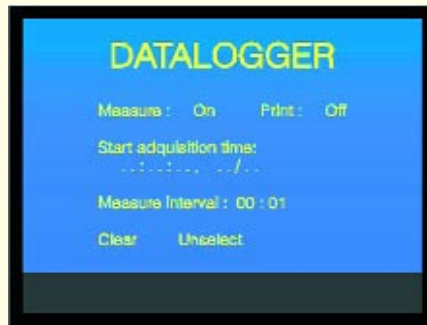 DATALOGGER
Measure : On Print : Off
Start adquisition time:
..:..:.., ../..
Measure interval : 00 : 01
Clear Unselect